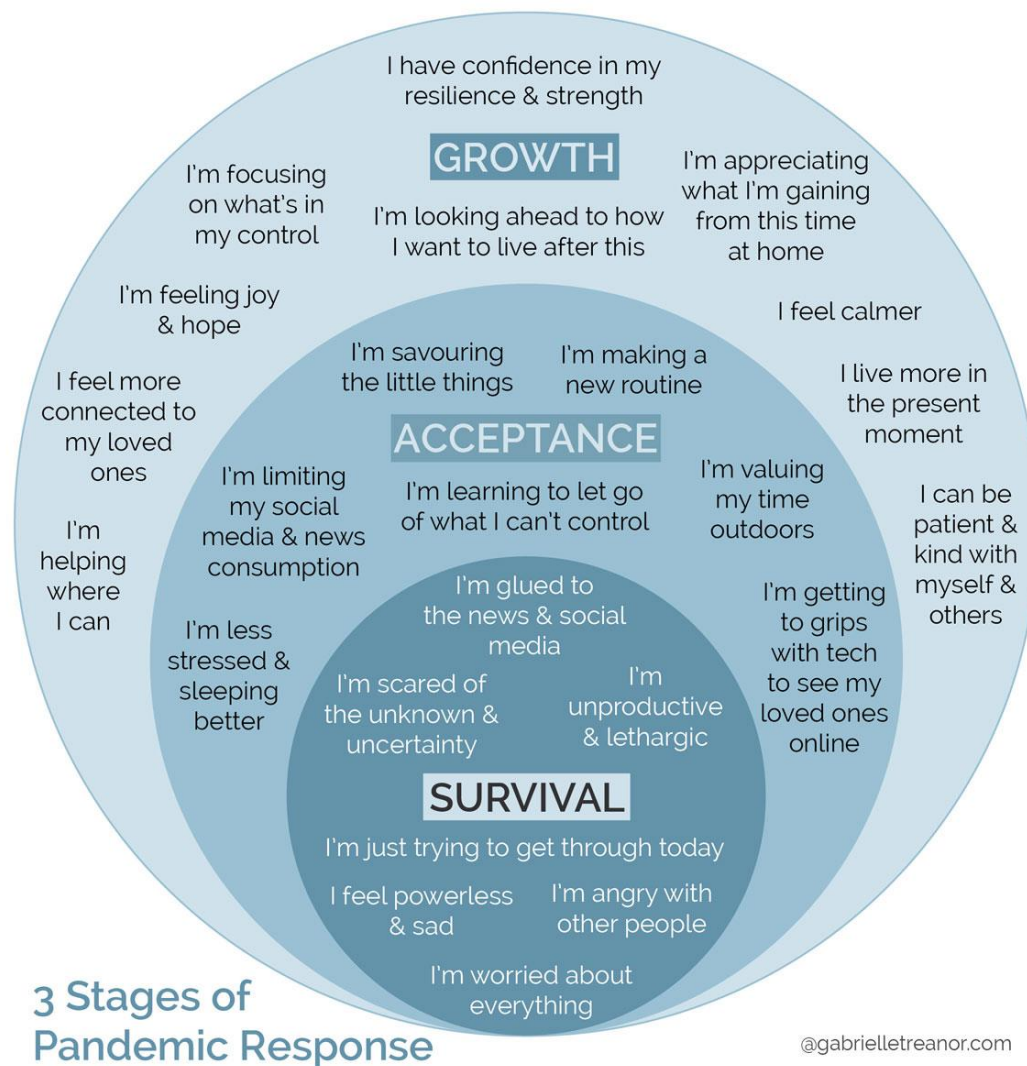 I have confidence in my
resilience & strength
GROWTH
I'm focusing
on what's in
my control
I'm looking ahead to how
I want to live after this
I'm appreciating
what I'm gaining
from this time
at home
I'm feeling joy
& hope
I feel calmer
I feel more
connected to
my loved
ones
I live more in
the present
moment
I'm
helping
where
I can
I can be
patient &
kind with
myself &
others
I'm savouring
the little things
I'm making a
new routine
ACCEPTANCE
I'm limiting
my social
media & news
consumption
I'm learning to let go
of what I can't control
I'm valuing
my time
outdoors
I'm less
stressed &
sleeping
better
I'm getting
to grips
with tech
to see my
loved ones
online
I'm glued to
the news & social
media
I'm scared of
the unknown &
uncertainty
I'm
unproductive
& lethargic
SURVIVAL
I'm just trying to get through today
I feel powerless
& sad
I'm angry with
other people
I'm worried about
everything
3 Stages of
Pandemic Response
@gabrielletreanor.com